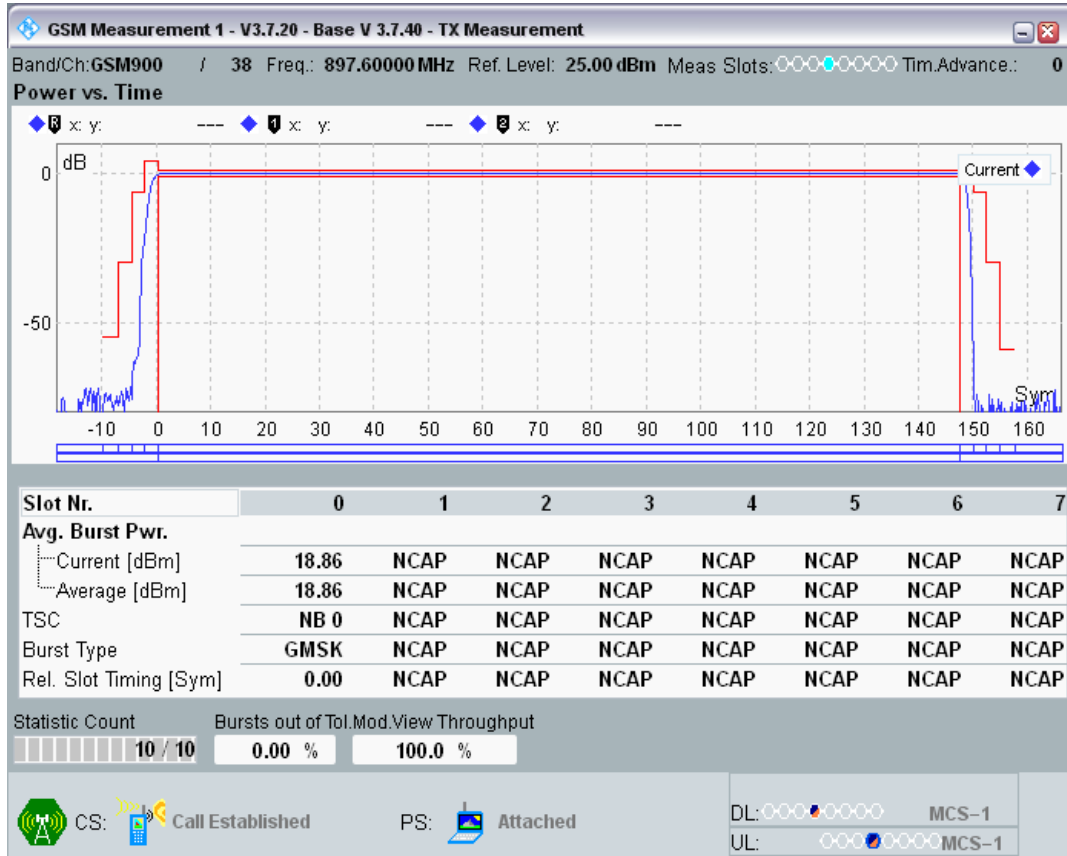 GSM Measurement 1 - V3.7.20 - Base V 3.7.40 - TX Measurement
Band/Ch:GSM900 / 38 Freq.: 897.60000 MHz Ref. Level: 25.00 dBm Meas Slots: Tim.Advance.: 0
Power vs. Time
R x: y: --- 1 x: y: --- 2 x: y: ---
dB
0
Current
-50
Sym
-10 0 10 20 30 40 50 60 70 80 90 100 110 120 130 140 150 160
Slot Nr. 0 1 2 3 4 5 6 7
Avg. Burst Pwr.
Current [dBm] 18.86 NCAP NCAP NCAP NCAP NCAP NCAP NCAP
Average [dBm] 18.86 NCAP NCAP NCAP NCAP NCAP NCAP NCAP
TSC NB 0 NCAP NCAP NCAP NCAP NCAP NCAP NCAP
Burst Type GMSK NCAP NCAP NCAP NCAP NCAP NCAP NCAP
Rel. Slot Timing [Sym] 0.00 NCAP NCAP NCAP NCAP NCAP NCAP NCAP
Statistic Count Bursts out of Tol. Mod.View Throughput
10 / 10 0.00 % 100.0 %
CS: Call Established PS: Attached
DL: MCS-1
UL: MCS-1